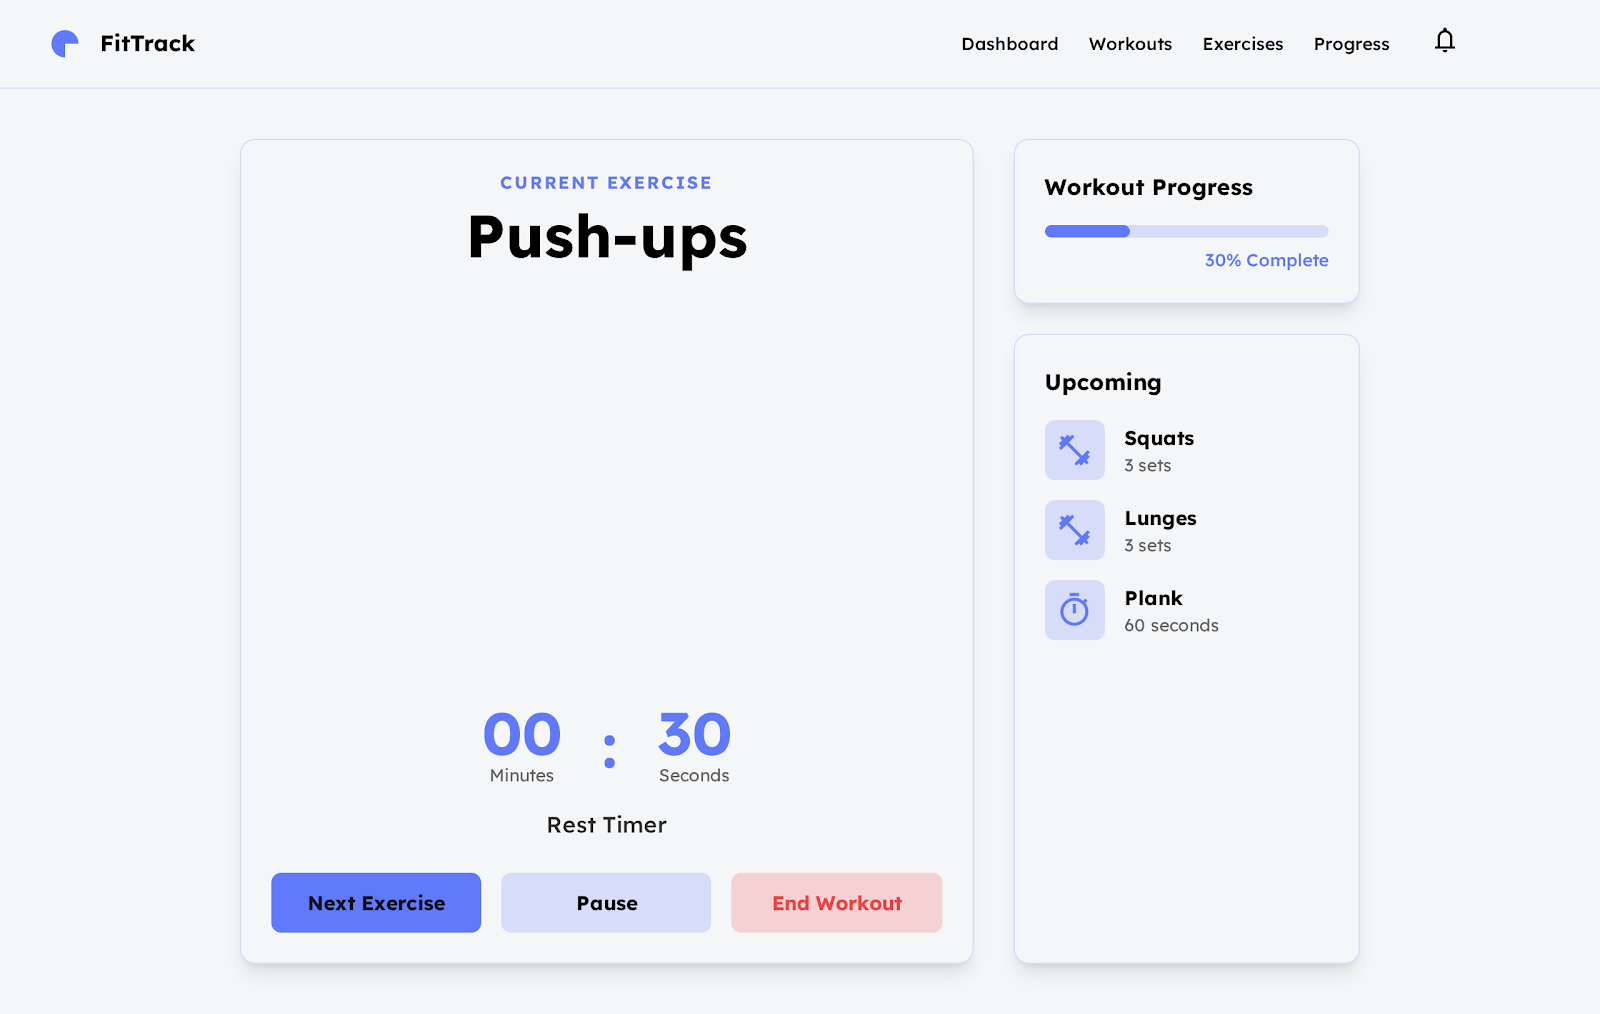 FitTrack
Dashboard
Workouts
Exercises
Progress
CURRENT EXERCISE
Push-ups
00 : 30
Minutes
Seconds
Rest Timer
Next Exercise
Pause
End Workout
Workout Progress
30% Complete
Upcoming
Squats
3 sets
Lunges
3 sets
Plank
60 seconds